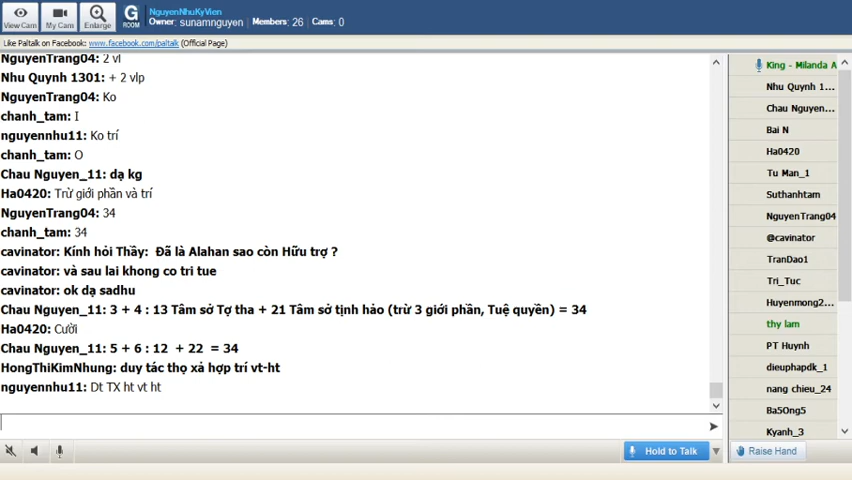 NguyenNhuKyVien
Owner: sunamnguyen Members: 26 Cams: 0
View Cam My Cam Enlarge G ROOM
Like Paltalk on Facebook: www.facebook.com/paltalk (Official Page)
NguyenTrang04: 2 vl
Nhu Quynh 1301: + 2 vlp
NguyenTrang04: Ko
chanh_tam: I
nguyennhu11: Ko trí
chanh_tam: O
Chau Nguyen_11: dạ kg
Ha0420: Trừ giới phần và trí
NguyenTrang04: 34
chanh_tam: 34
cavinator: Kính hỏi Thầy: Đã là Alahan sao còn Hữu trợ ?
cavinator: và sau lai khong co tri tue
cavinator: ok dạ sadhu
Chau Nguyen_11: 3 + 4 : 13 Tâm sở Tợ tha + 21 Tâm sở tịnh hảo (trừ 3 giới phần, Tuệ quyền) = 34
Ha0420: Cười
Chau Nguyen_11: 5 + 6 : 12 + 22 = 34
HongThiKimNhung: duy tác thọ xả hợp trí vt-ht
nguyennhu11: Dt TX ht vt ht
King - Milanda A
Nhu Quynh 1...
Chau Nguyen...
Bai N
Ha0420
Tu Man_1
Suthanhtam
NguyenTrang04
@cavinator
TranDao1
Tri_Tuc
Huyenmong2...
thy lam
PT Huynh
dieuphapdk_1
nang chieu_24
Ba5Ong5
Kyanh_3
Hold to Talk
Raise Hand